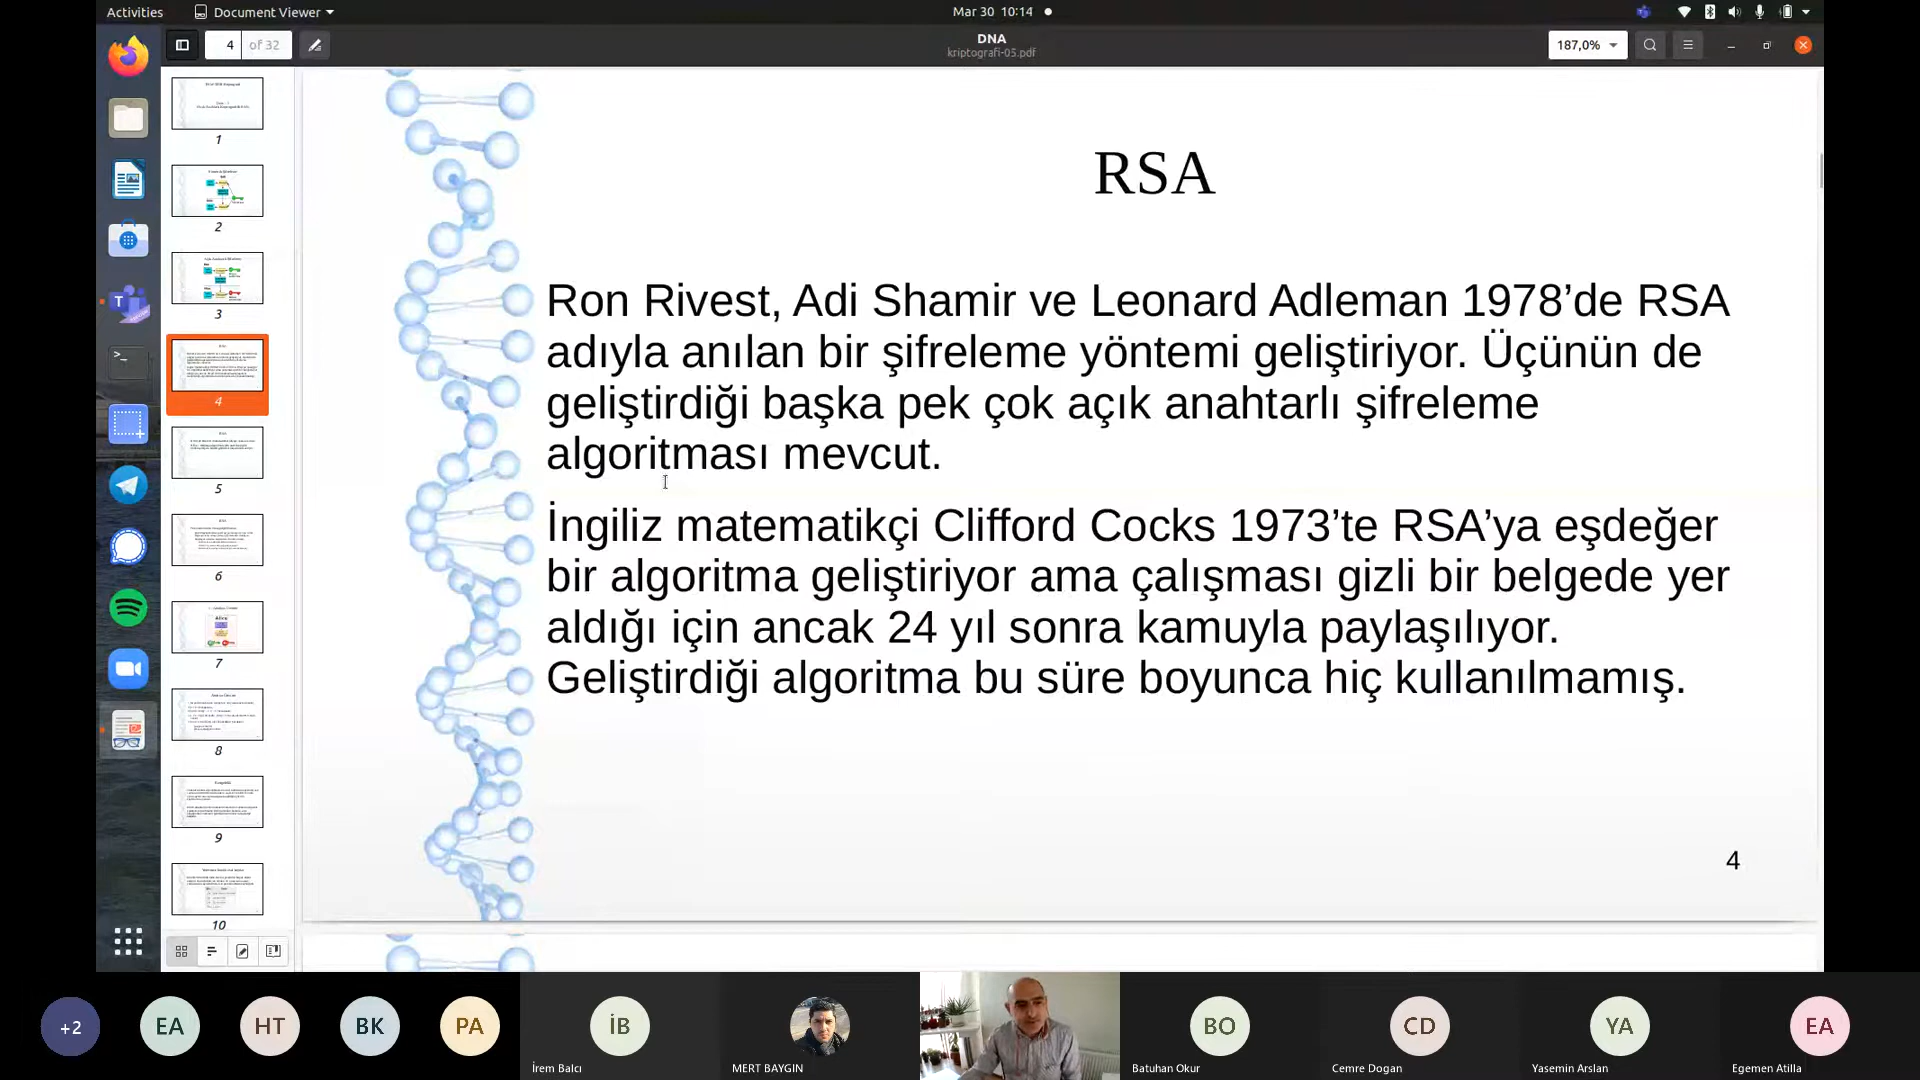 Activities
Document Viewer
Mar 30 10:14
4
of 32
DNA
kriptografi-05.pdf
187,0%
1
2
3
4
5
6
7
8
9
10
RSA
Ron Rivest, Adi Shamir ve Leonard Adleman 1978’de RSA
adıyla anılan bir şifreleme yöntemi geliştiriyor. Üçünün de
geliştirdiği başka pek çok açık anahtarlı şifreleme
algoritması mevcut.
İngiliz matematikçi Clifford Cocks 1973’te RSA’ya eşdeğer
bir algoritma geliştiriyor ama çalışması gizli bir belgede yer
aldığı için ancak 24 yıl sonra kamuyla paylaşılıyor.
Geliştirdiği algoritma bu süre boyunca hiç kullanılmamış.
4
+2
EA
HT
BK
PA
İB
BO
CD
YA
EA
İrem Balcı
MERT BAYGIN
Batuhan Okur
Cemre Dogan
Yasemin Arslan
Egemen Atilla